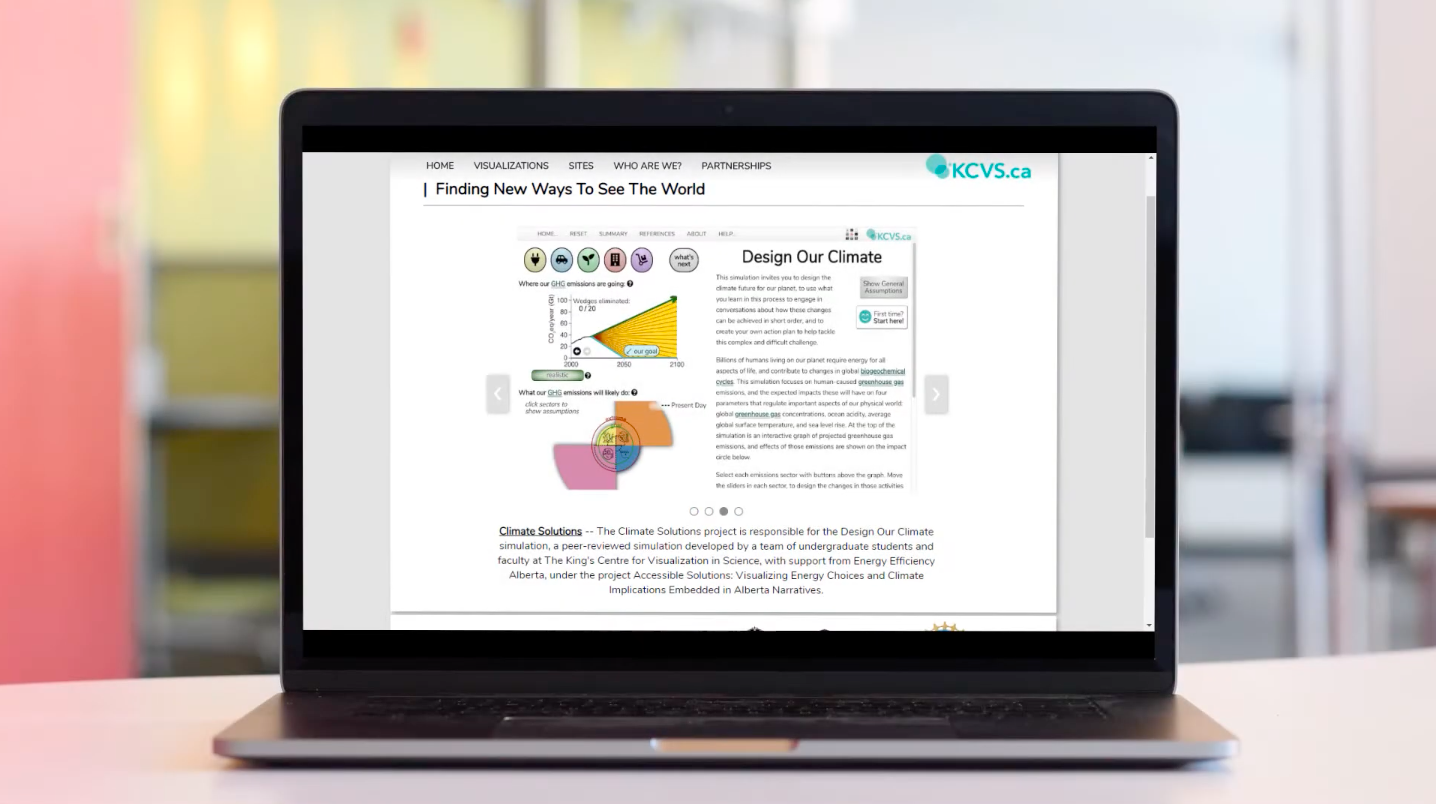 HOME VISUALIZATIONS SITES WHO ARE WE? PARTNERSHIPS
KCVS.ca
| Finding New Ways To See The World
HOME... RESET SUMMARY REFERENCES ABOUT HELP...
KCVS.ca
what's
next
Design Our Climate
Where our GHG emissions are going:
Show General
Assumptions
First time?
Start here!
This simulation invites you to design the
climate future for our planet, to use what
you learn in this process to engage in
conversations about how those changes
can be achieved in short order, and to
create your own action plan to help tackle
this complex and difficult challenge.
CO2eq/year (Gt)
100
80
60
40
20
0
Wedges eliminated:
0 / 20
our goal
2000 2050 2100
realistic
What our GHG emissions will likely do:
click sectors to
show assumptions
--- Present Day
Billions of humans living on our planet require energy for all
aspects of life, and contribute to changes in global biogeochemical
cycles. This simulation focuses on human-caused greenhouse gas
emissions, and the expected impacts these will have on four
parameters that regulate important aspects of our physical world:
global greenhouse gas concentrations, ocean acidity, average
global surface temperature, and sea level rise. At the top of the
simulation is an interactive graph of projected greenhouse gas
emissions, and effects of those emissions are shown on the impact
circle below.
Select each emissions sector with buttons above the graph. Move
the sliders in each sector, to design the changes in those activities
Climate Solutions -- The Climate Solutions project is responsible for the Design Our Climate
simulation, a peer-reviewed simulation developed by a team of undergraduate students and
faculty at The King's Centre for Visualization in Science, with support from Energy Efficiency
Alberta, under the project Accessible Solutions: Visualizing Energy Choices and Climate
Implications Embedded in Alberta Narratives.